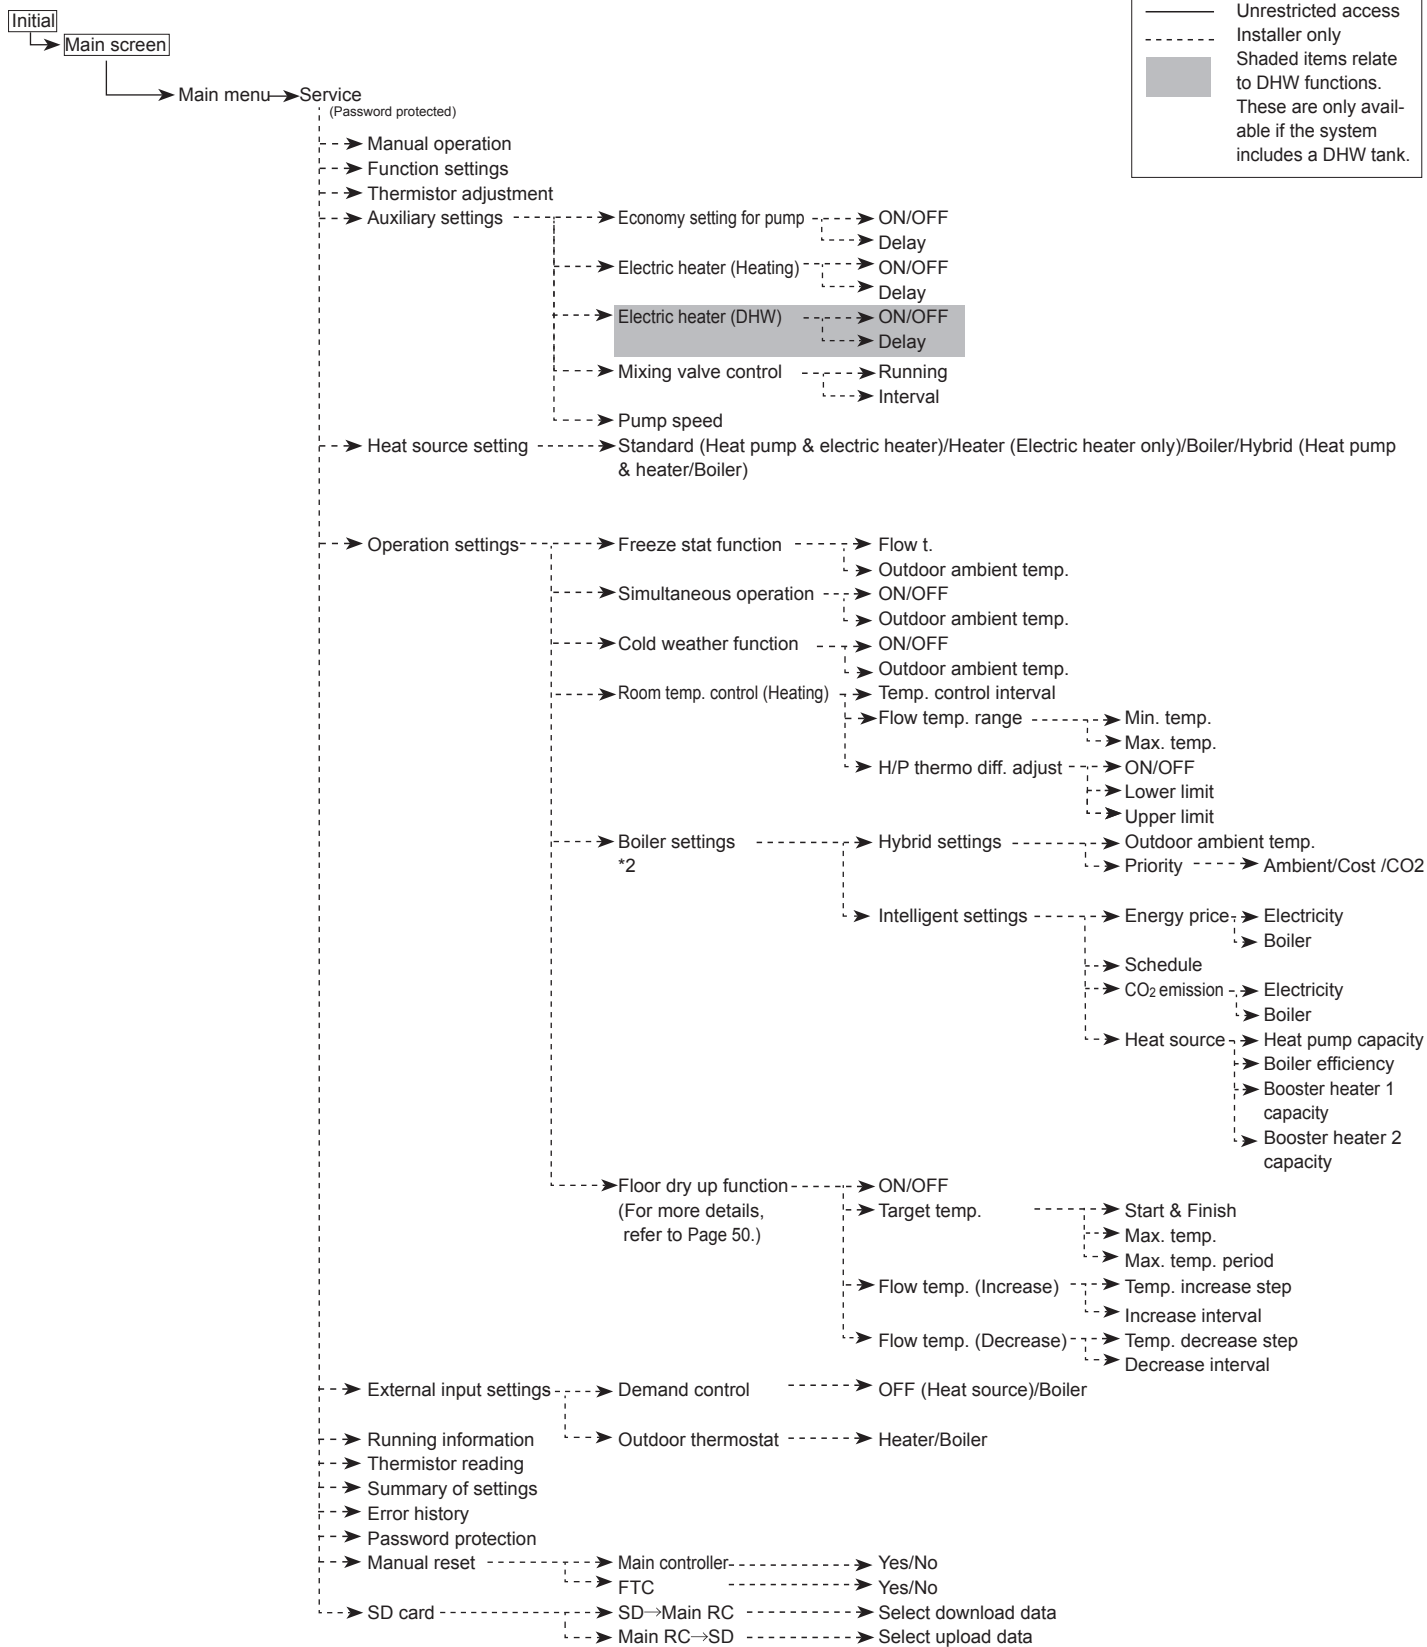 Initial
Main screen
Main menu Service
(Password protected)
Unrestricted access
Installer only
Shaded items relate
to DHW functions.
These are only avail-
able if the system
includes a DHW tank.
Manual operation
Function settings
Thermistor adjustment
Auxiliary settings Economy setting for pump ON/OFF
Delay
Electric heater (Heating) ON/OFF
Delay
Electric heater (DHW) ON/OFF
Delay
Mixing valve control Running
Interval
Pump speed
Heat source setting Standard (Heat pump & electric heater)/Heater (Electric heater only)/Boiler/Hybrid (Heat pump
& heater/Boiler)
Operation settings Freeze stat function Flow t.
Outdoor ambient temp.
Simultaneous operation ON/OFF
Outdoor ambient temp.
Cold weather function ON/OFF
Outdoor ambient temp.
Room temp. control (Heating) Temp. control interval
Flow temp. range Min. temp.
Max. temp.
H/P thermo diff. adjust ON/OFF
Lower limit
Upper limit
Boiler settings Hybrid settings Outdoor ambient temp.
*2 Priority Ambient/Cost /CO2
Intelligent settings Energy price Electricity
Boiler
Schedule
CO2 emission Electricity
Boiler
Heat source Heat pump capacity
Boiler efficiency
Booster heater 1
capacity
Booster heater 2
capacity
Floor dry up function ON/OFF
(For more details, Target temp. Start & Finish
refer to Page 50.) Max. temp.
Max. temp. period
Flow temp. (Increase) Temp. increase step
Increase interval
Flow temp. (Decrease) Temp. decrease step
Decrease interval
External input settings Demand control OFF (Heat source)/Boiler
Running information Outdoor thermostat Heater/Boiler
Thermistor reading
Summary of settings
Error history
Password protection
Manual reset Main controller Yes/No
FTC Yes/No
SD card SD→Main RC Select download data
Main RC→SD Select upload data